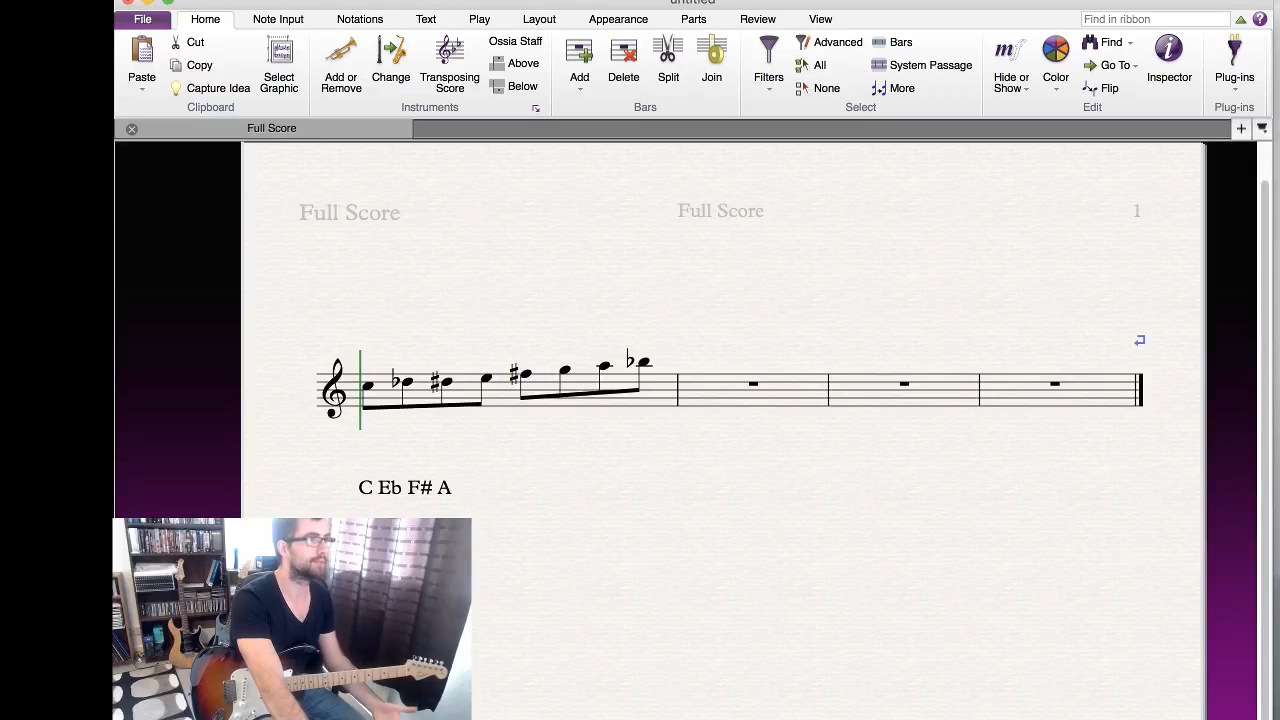 untitled
File Home Note Input Notations Text Play Layout Appearance Parts Review View Find in ribbon
Paste Cut Copy Capture Idea Select Graphic Clipboard
Add or Remove Change Transposing Score Ossia Staff Above Below Instruments
Add Delete Split Join Bars
Filters Advanced All None Bars System Passage More Select
Hide or Show Color Find Go To Flip Inspector Edit
Plug-ins Plug-ins
Full Score
Full Score Full Score 1
C Eb F# A